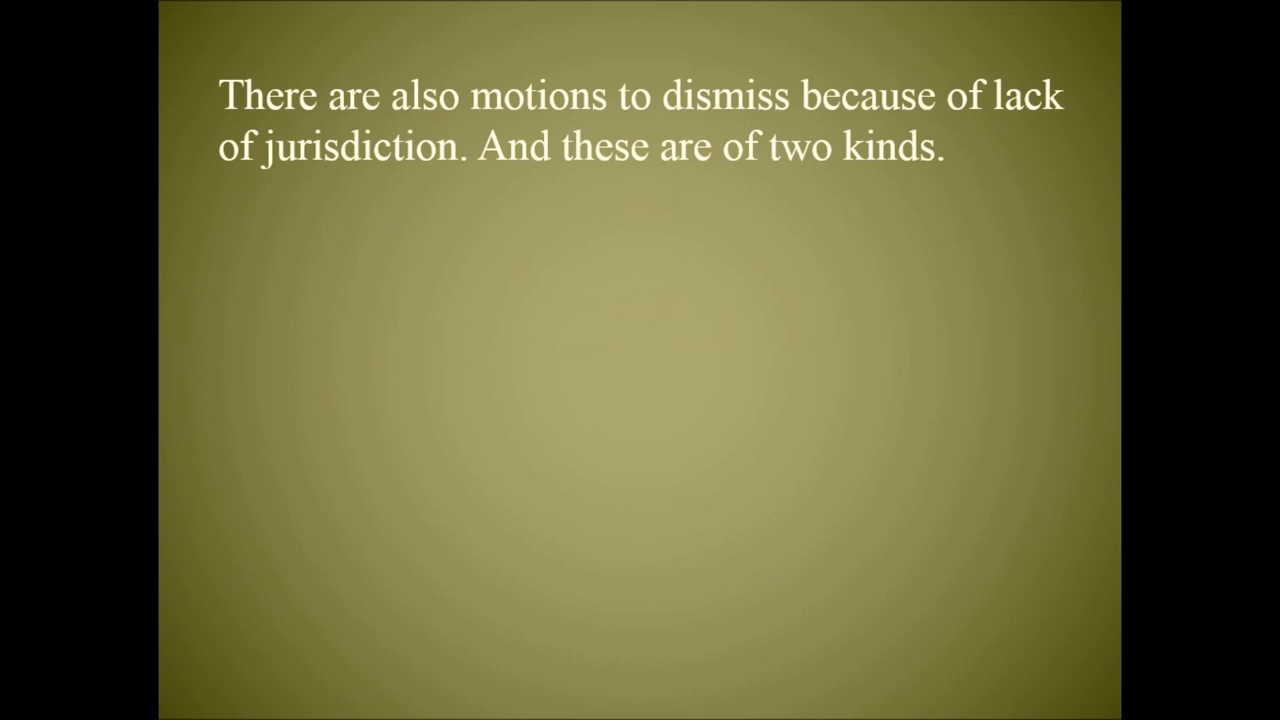 There are also motions to dismiss because of lack
of jurisdiction. And these are of two kinds.